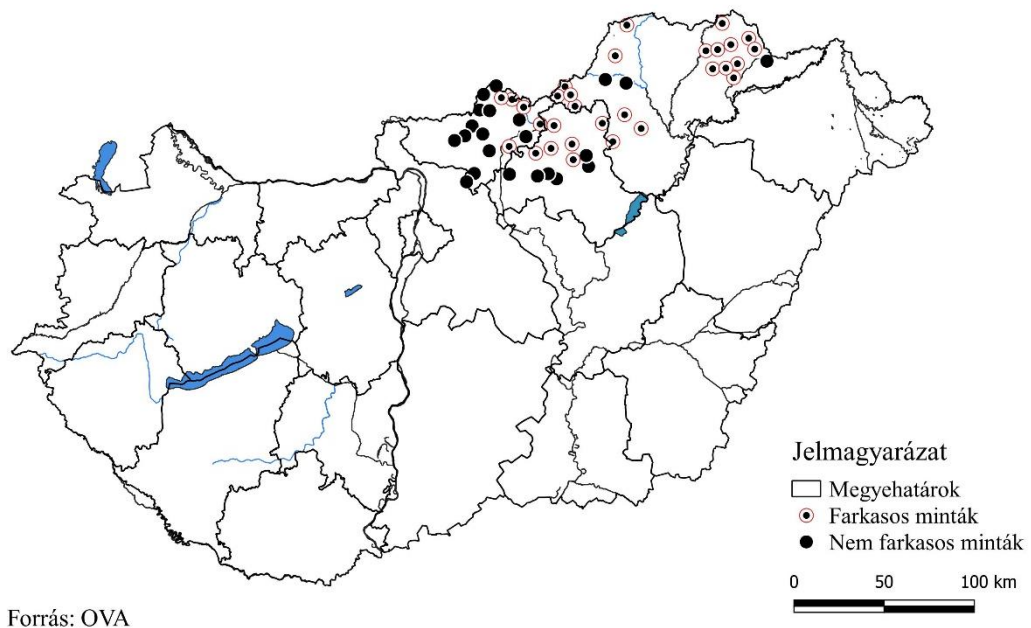 Jelmagyarázat
Megyehatárok
Farkasos minták
Nem farkasos minták
0 50 100 km
Forrás: OVA